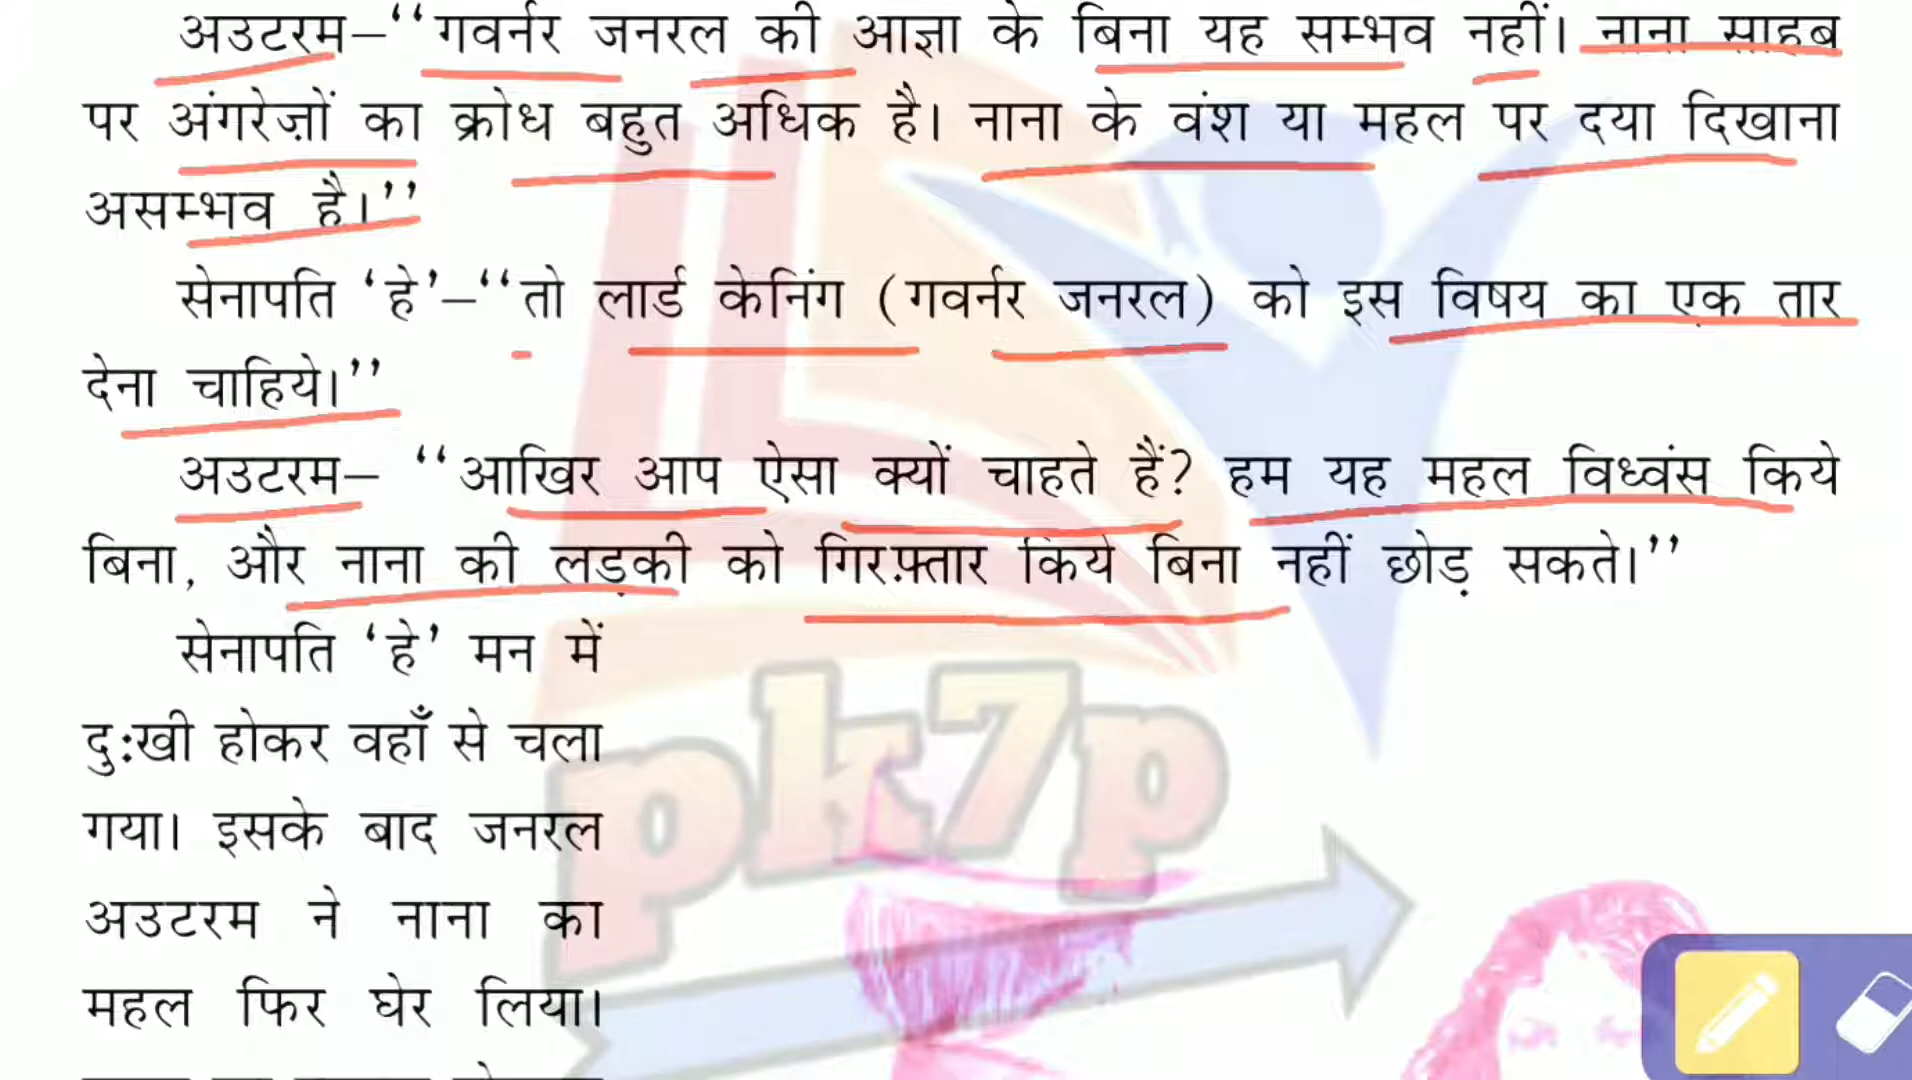 अउटरम–‘‘गवर्नर जनरल की आज्ञा के बिना यह सम्भव नहीं। नाना साहब
पर अंगरेज़ों का क्रोध बहुत अधिक है। नाना के वंश या महल पर दया दिखाना
असम्भव है।’’
सेनापति ‘हे’–‘‘तो लार्ड केनिंग (गवर्नर जनरल) को इस विषय का एक तार
देना चाहिये।’’
अउटरम– ‘‘आखिर आप ऐसा क्यों चाहते हैं? हम यह महल विध्वंस किये
बिना, और नाना की लड़की को गिरफ़्तार किये बिना नहीं छोड़ सकते।’’
सेनापति ‘हे’ मन में
दु:खी होकर वहाँ से चला
गया। इसके बाद जनरल
अउटरम ने नाना का
महल फिर घेर लिया।
pk7p